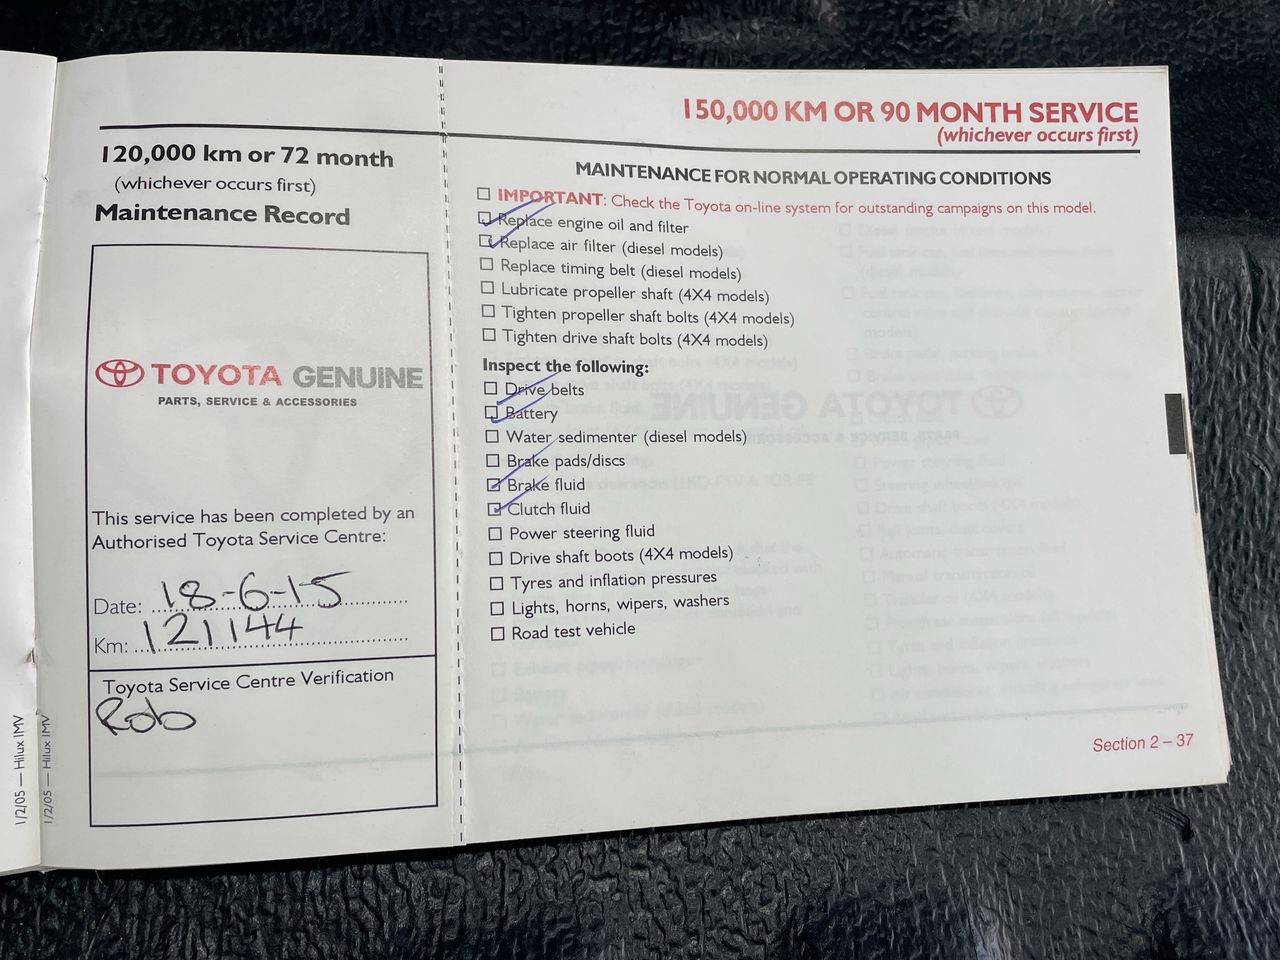 120,000 km or 72 month
(whichever occurs first)
Maintenance Record
TOYOTA GENUINE
PARTS, SERVICE & ACCESSORIES
This service has been completed by an
Authorised Toyota Service Centre:
Date: 18-6-15
Km: 121144
Toyota Service Centre Verification
Rob
1/2/05 — Hilux IMV
1/2/05 — Hilux IMV
150,000 KM OR 90 MONTH SERVICE
(whichever occurs first)
MAINTENANCE FOR NORMAL OPERATING CONDITIONS
IMPORTANT: Check the Toyota on-line system for outstanding campaigns on this model.
Replace engine oil and filter
Replace air filter (diesel models)
Replace timing belt (diesel models)
Lubricate propeller shaft (4X4 models)
Tighten propeller shaft bolts (4X4 models)
Tighten drive shaft bolts (4X4 models)
Inspect the following:
Drive belts
Battery
Water sedimenter (diesel models)
Brake pads/discs
Brake fluid
Clutch fluid
Power steering fluid
Drive shaft boots (4X4 models)
Tyres and inflation pressures
Lights, horns, wipers, washers
Road test vehicle
Section 2 – 37